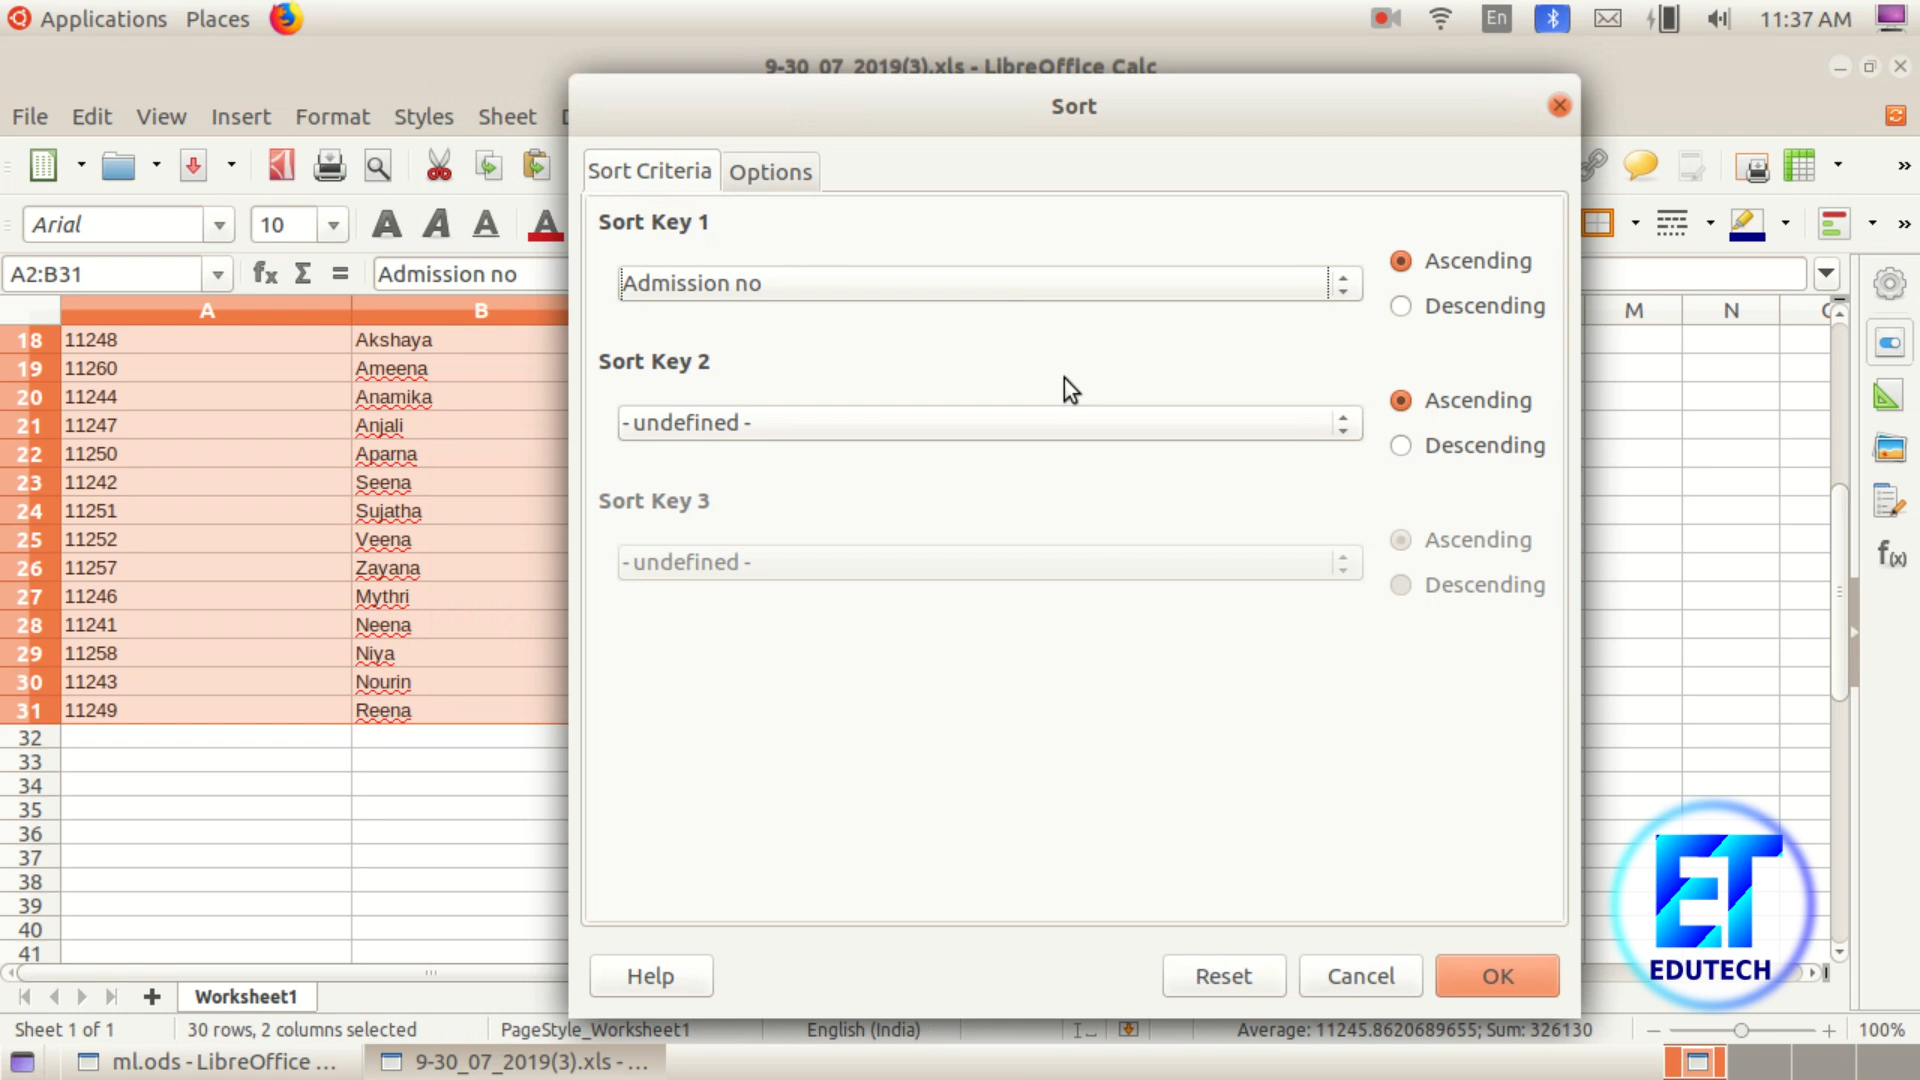 Applications Places
En
11:37 AM
9-30_07_2019(3).xls - LibreOffice Calc
File Edit View Insert Format Styles Sheet
Sort
Sort Criteria
Options
Sort Key 1
Admission no
Ascending
Descending
Sort Key 2
- undefined -
Ascending
Descending
Sort Key 3
- undefined -
Ascending
Descending
Help
Reset
Cancel
OK
Arial
10
A2:B31
Admission no
A B M N
18 11248 Akshaya
19 11260 Ameena
20 11244 Anamika
21 11247 Anjali
22 11250 Aparna
23 11242 Seena
24 11251 Sujatha
25 11252 Veena
26 11257 Zayana
27 11246 Mythri
28 11241 Neena
29 11258 Niya
30 11243 Nourin
31 11249 Reena
32
33
34
35
36
37
38
39
40
41
ET
EDUTECH
Worksheet1
Sheet 1 of 1
30 rows, 2 columns selected
PageStyle_Worksheet1
English (India)
Average: 11245.8620689655; Sum: 326130
100%
ml.ods - LibreOffice ...
9-30_07_2019(3).xls - ...